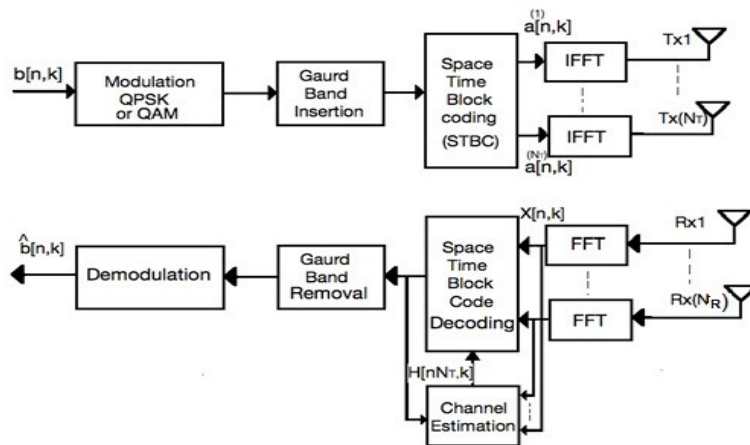 (1)
a[n,k]
b[n,k]
Modulation
QPSK
or QAM
Gaurd
Band
Insertion
Space
Time
Block
coding
(STBC)
IFFT
Tx1
IFFT
Tx(NT)
(NT)
a[n,k]
X[n,k]
^
b[n,k]
Demodulation
Gaurd
Band
Removal
Space
Time
Block
Code
Decoding
FFT
Rx1
FFT
Rx(NR)
H[nNT,k]
Channel
Estimation